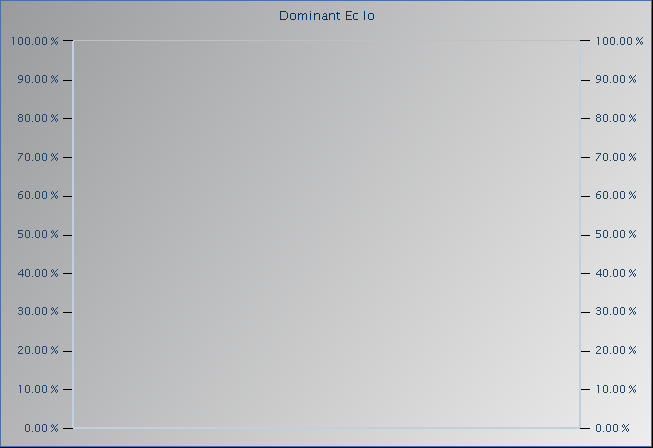 Dominant Ec Io
100.00 % 100.00 %
90.00 % 90.00 %
80.00 % 80.00 %
70.00 % 70.00 %
60.00 % 60.00 %
50.00 % 50.00 %
40.00 % 40.00 %
30.00 % 30.00 %
20.00 % 20.00 %
10.00 % 10.00 %
0.00 % 0.00 %